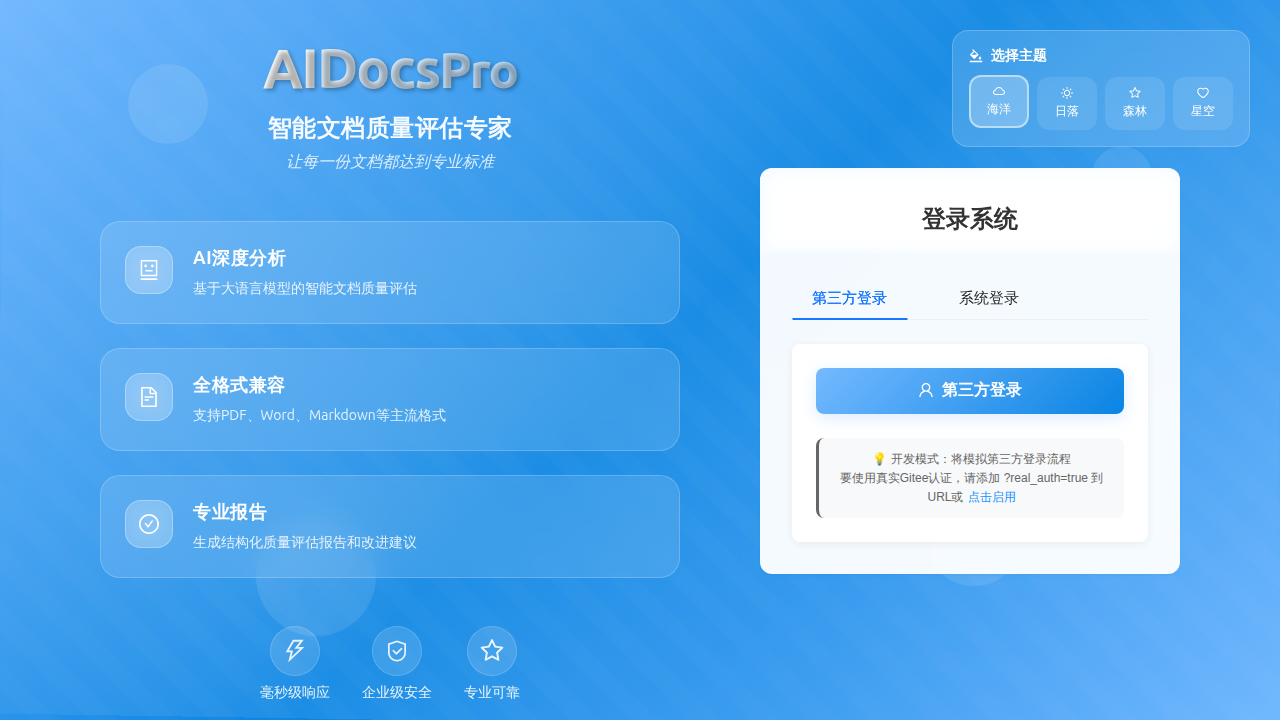 AIDocsPro
智能文档质量评估专家
让每一份文档都达到专业标准
AI深度分析
基于大语言模型的智能文档质量评估
全格式兼容
支持PDF、Word、Markdown等主流格式
专业报告
生成结构化质量评估报告和改进建议
毫秒级响应
企业级安全
专业可靠
选择主题
海洋
日落
森林
星空
登录系统
第三方登录
系统登录
第三方登录
💡 开发模式：将模拟第三方登录流程
要使用真实Gitee认证，请添加 ?real_auth=true 到
URL或 点击启用